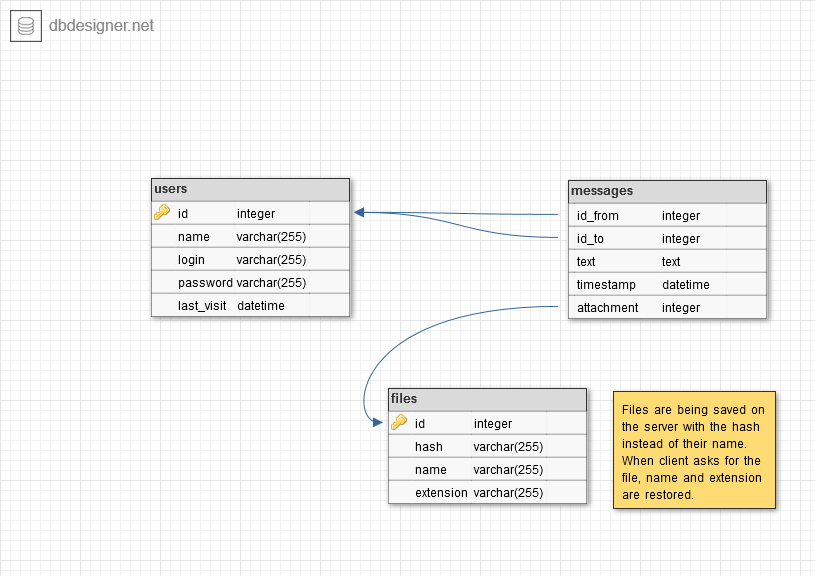 dbdesigner.net
users
id integer
name varchar(255)
login varchar(255)
password varchar(255)
last_visit datetime
messages
id_from integer
id_to integer
text text
timestamp datetime
attachment integer
files
id integer
hash varchar(255)
name varchar(255)
extension varchar(255)
Files are being saved on
the server with the hash
instead of their name.
When client asks for the
file, name and extension
are restored.